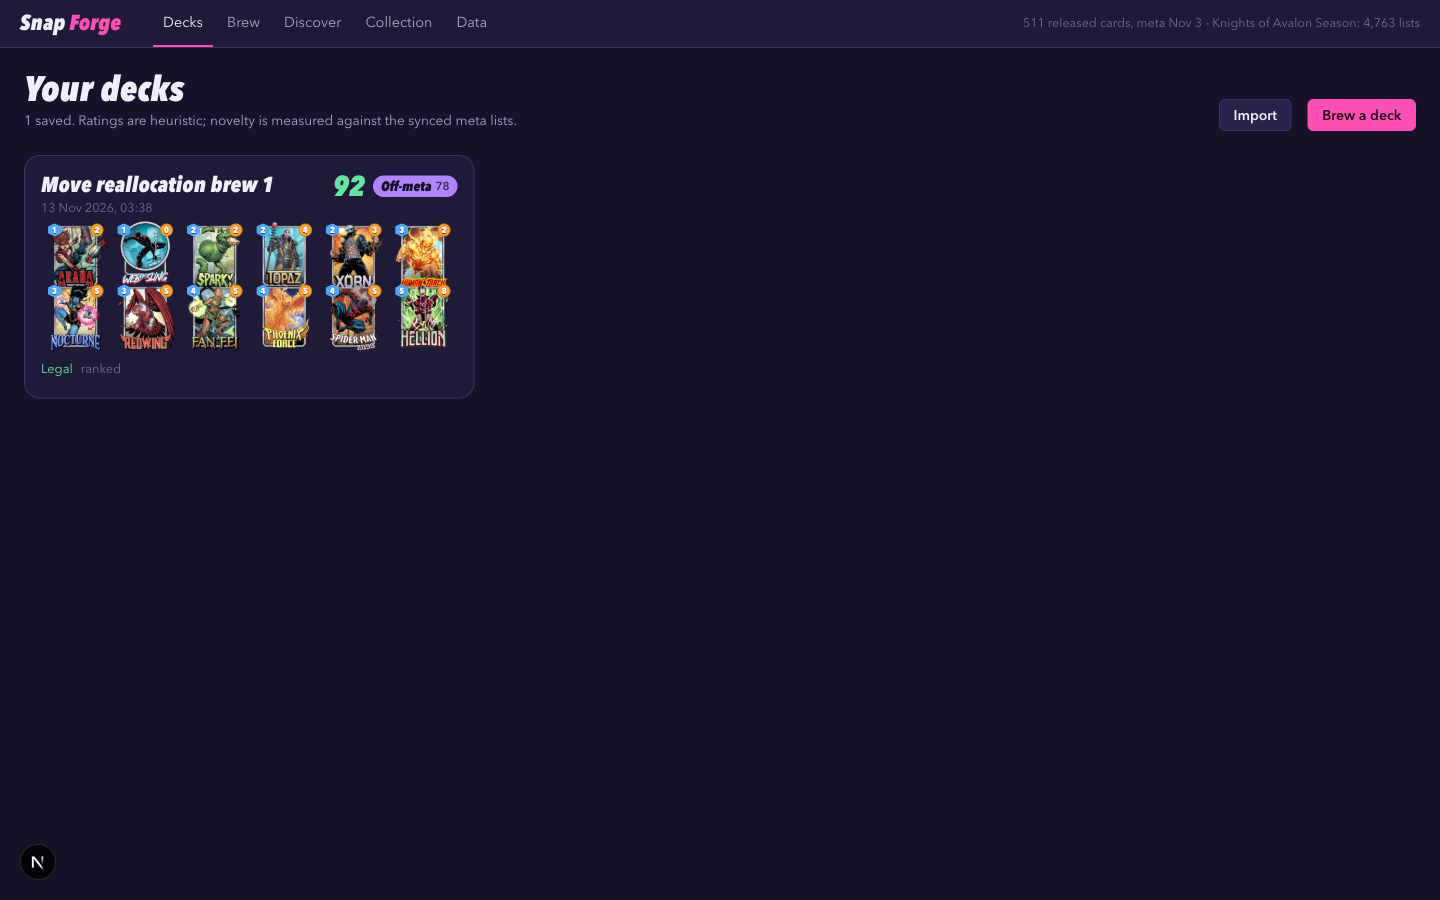 Snap Forge
Decks
Brew
Discover
Collection
Data
511 released cards, meta Nov 3 - Knights of Avalon Season: 4,763 lists
Your decks
1 saved. Ratings are heuristic; novelty is measured against the synced meta lists.
Import
Brew a deck
Move reallocation brew 1
92
Off-meta 78
13 Nov 2026, 03:38
1 2 1 0 2 2 2 4 2 3 3 2
ARAÑA WEB SLING SPARKY TOPAZ XORN HUMAN TORCH
3 5 3 5 4 5 4 5 4 5 5 8
NOCTURNE REDWING FAN FEI PHOENIX FORCE SPIDER-MAN 2099 HELLION
Legal ranked
N